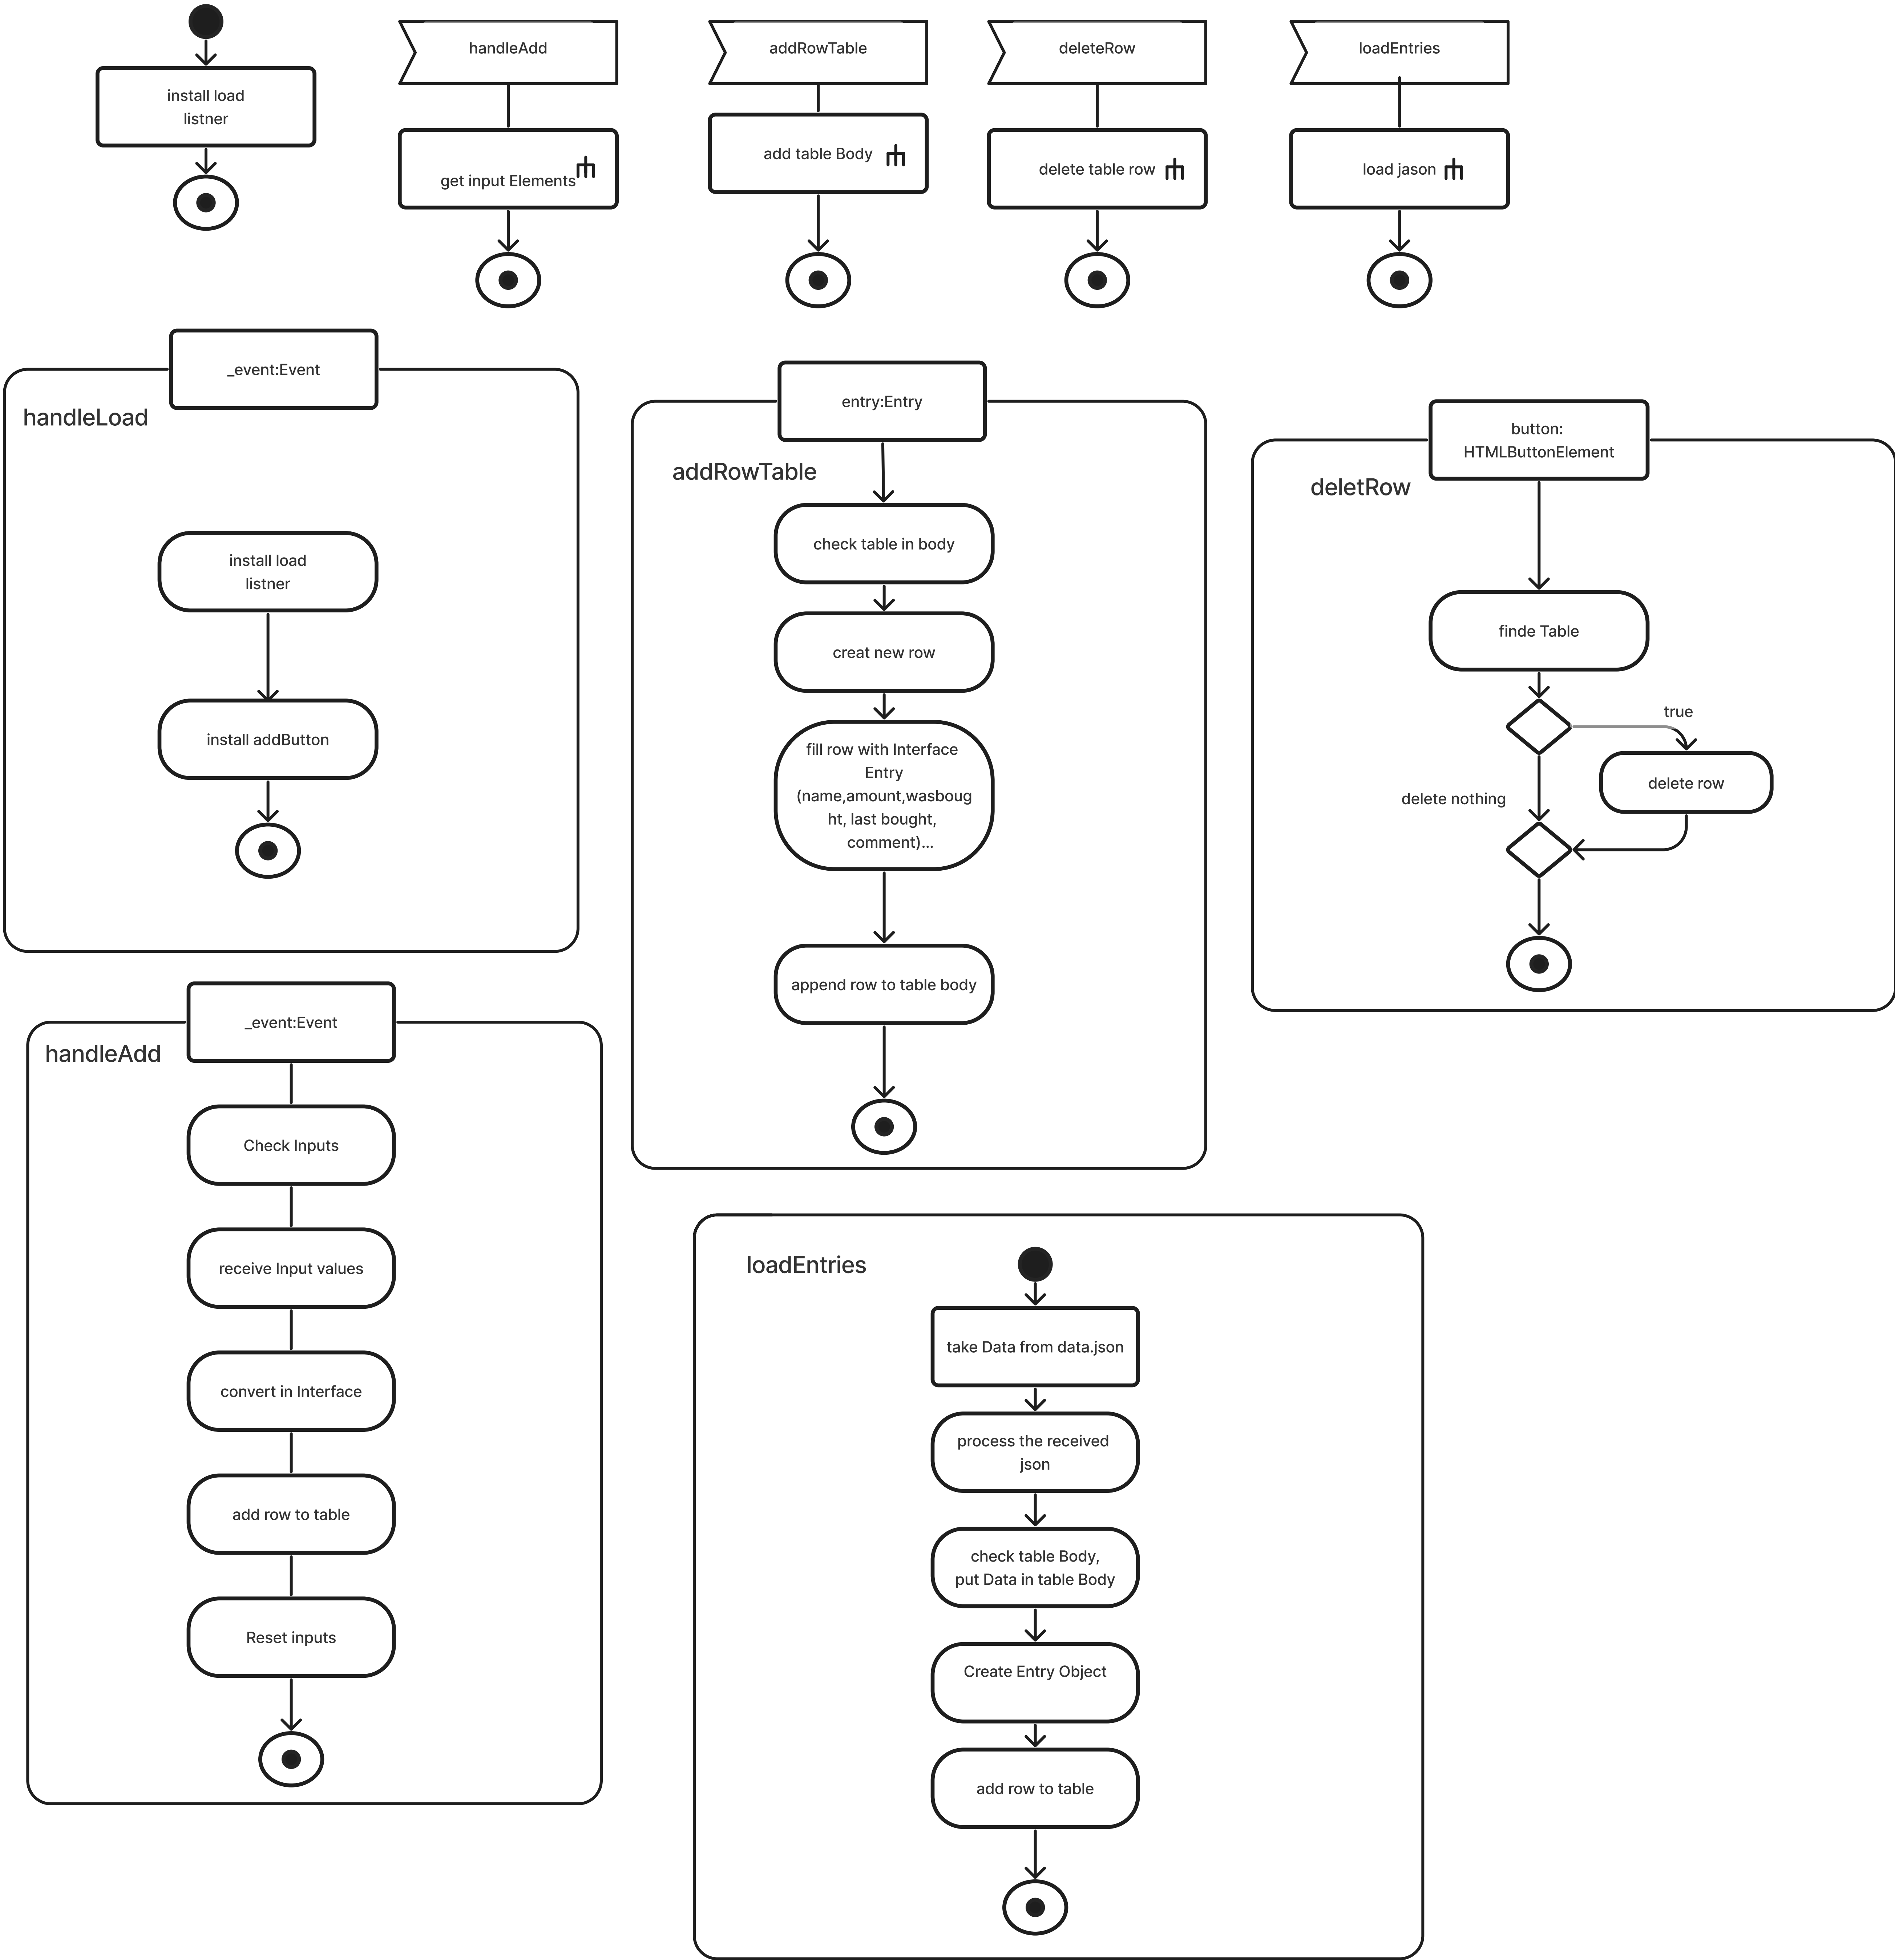 install load
listner
handleAdd
get input Elements
addRowTable
add table Body
deleteRow
delete table row
loadEntries
load jason
_event:Event
handleLoad
install load
listner
install addButton
entry:Entry
addRowTable
check table in body
creat new row
fill row with Interface
Entry
(name,amount,wasboug
ht, last bought,
comment)...
append row to table body
button:
HTMLButtonElement
deletRow
finde Table
true
delete row
delete nothing
_event:Event
handleAdd
Check Inputs
receive Input values
convert in Interface
add row to table
Reset inputs
loadEntries
take Data from data.json
process the received
json
check table Body,
put Data in table Body
Create Entry Object
add row to table